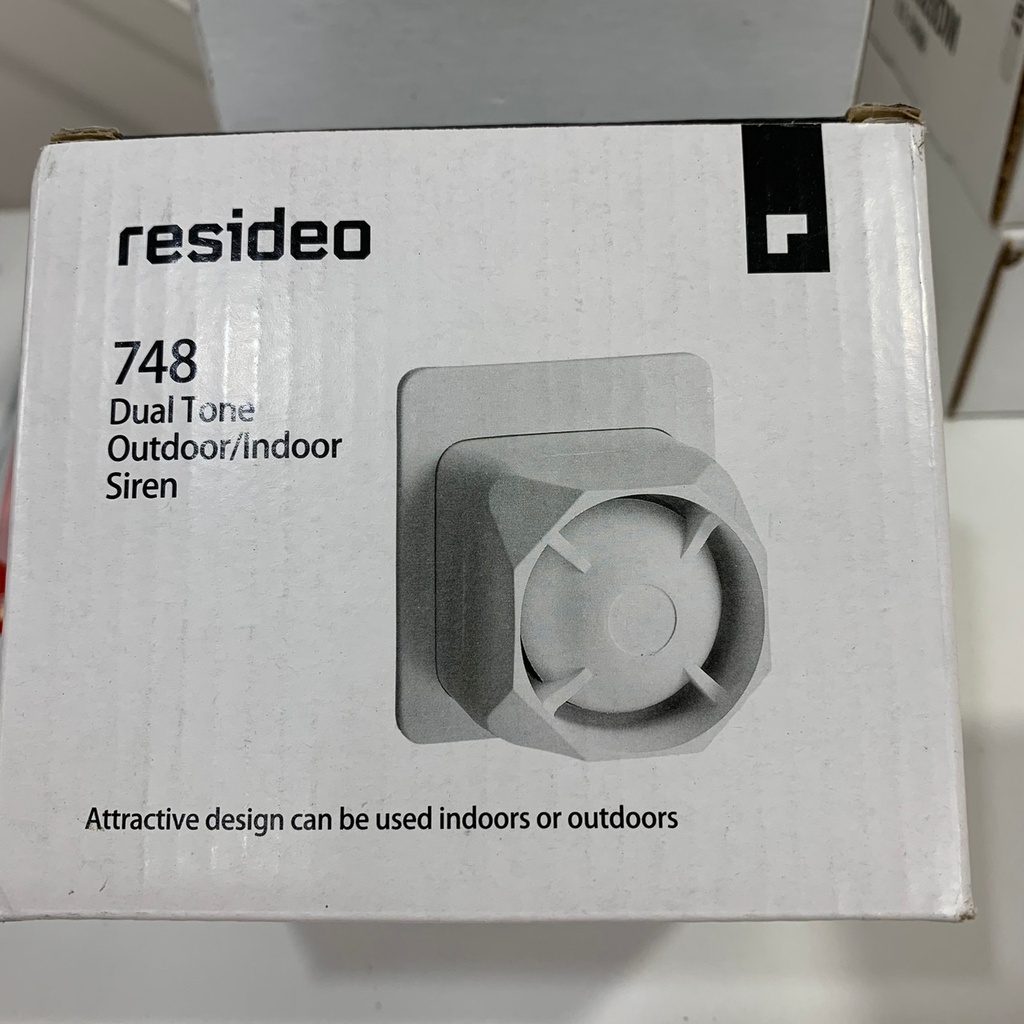 resideo
748
Dual Tone
Outdoor/Indoor
Siren
Attractive design can be used indoors or outdoors